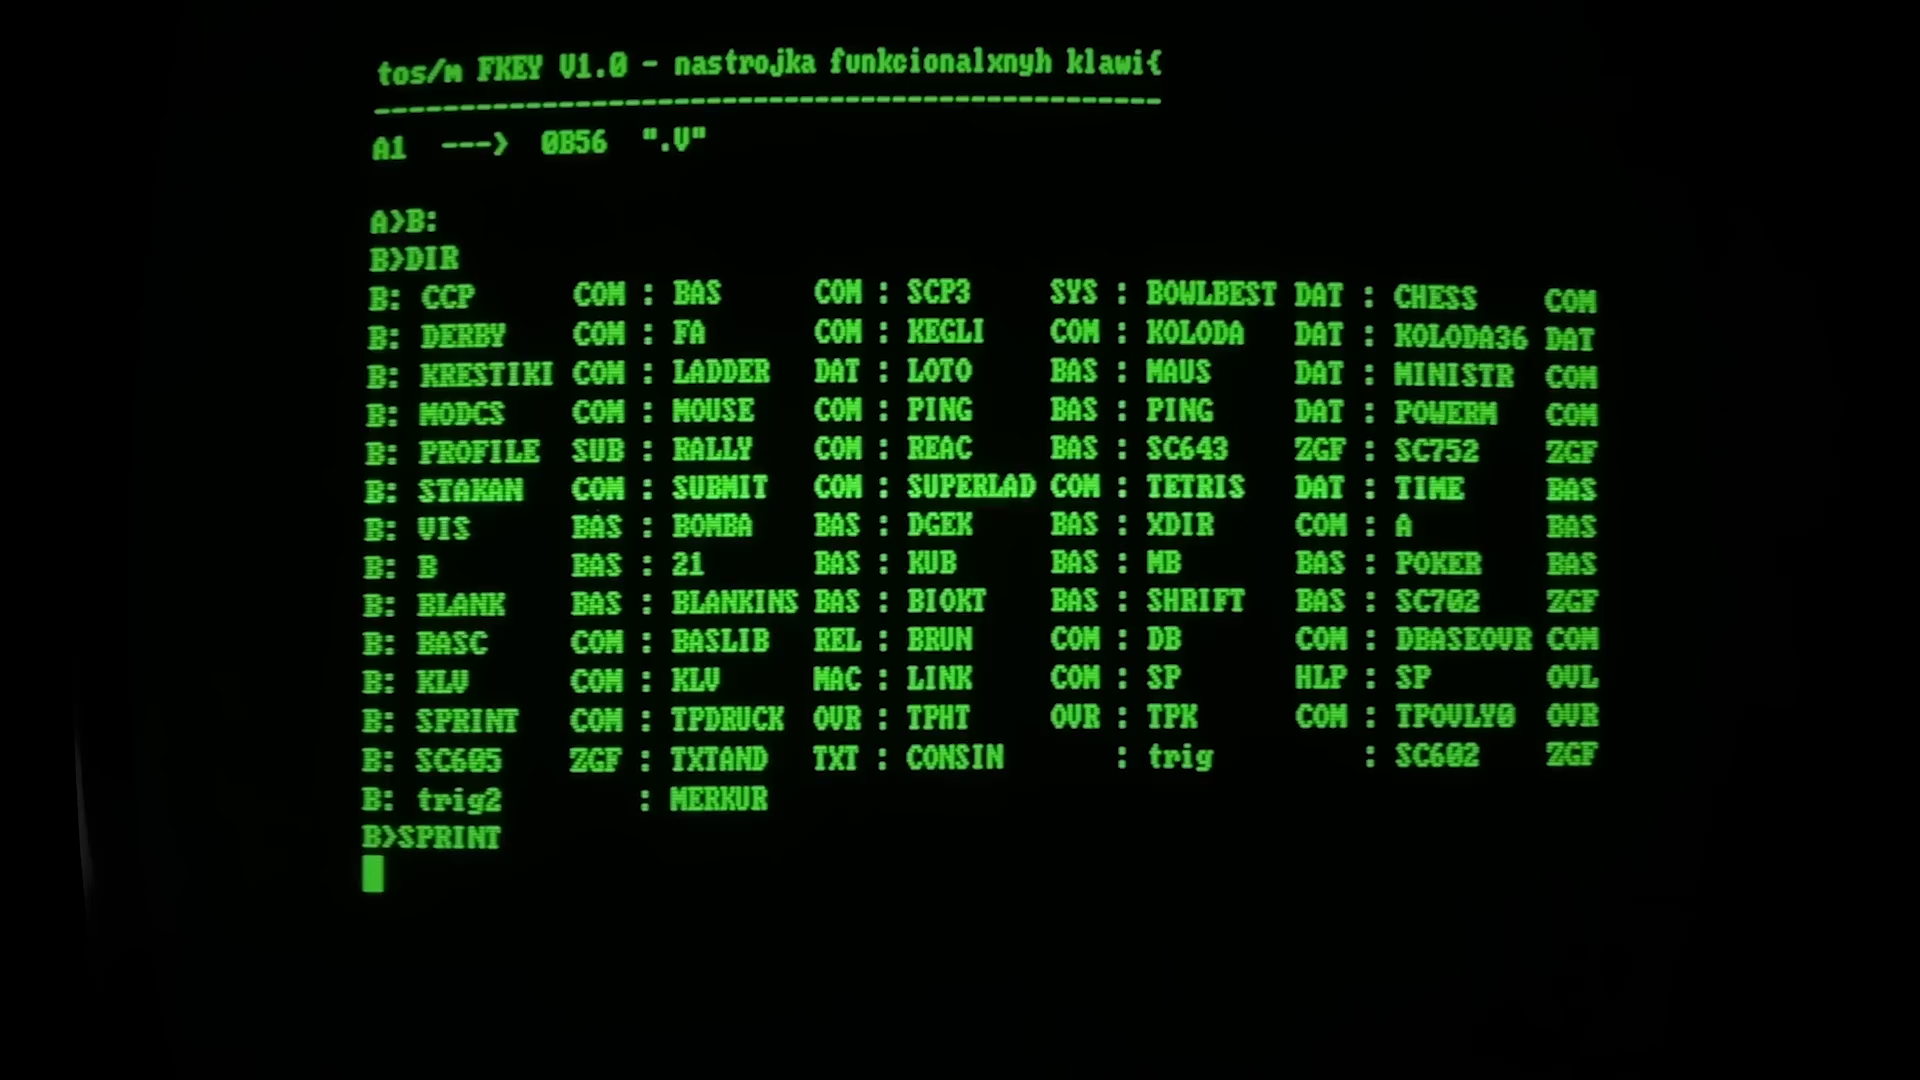 tos/m FKEY V1.0 - nastrojka funkcionalxnyh klawi{
-------------------------------------------------
A1 ---> 0B56 ".V"
A>B:
B>DIR
B: CCP COM : BAS COM : SCP3 SYS : BOWLBEST DAT : CHESS COM
B: DERBY COM : FA COM : KEGLI COM : KOLODA DAT : KOLODA36 DAT
B: KRESTIKI COM : LADDER DAT : LOTO BAS : MAUS DAT : MINISTR COM
B: MODCS COM : MOUSE COM : PING BAS : PING DAT : POWERM COM
B: PROFILE SUB : RALLY COM : REAC BAS : SC643 ZGF : SC752 ZGF
B: STAKAN COM : SUBMIT COM : SUPERLAD COM : TETRIS DAT : TIME BAS
B: VIS BAS : BOMBA BAS : DGEK BAS : XDIR COM : A BAS
B: B BAS : 21 BAS : KUB BAS : MB BAS : POKER BAS
B: BLANK BAS : BLANKINS BAS : BIOKT BAS : SHRIFT BAS : SC702 ZGF
B: BASC COM : BASLIB REL : BRUN COM : DB COM : DBASEOVR COM
B: KLV COM : KLV MAC : LINK COM : SP HLP : SP OVL
B: SPRINT COM : TPDRUCK OVR : TPHT OVR : TPK COM : TPOVLY0 OVR
B: SC605 ZGF : TXTAND TXT : CONSIN : trig : SC602 ZGF
B: trig2 : MERKUR
B>SPRINT